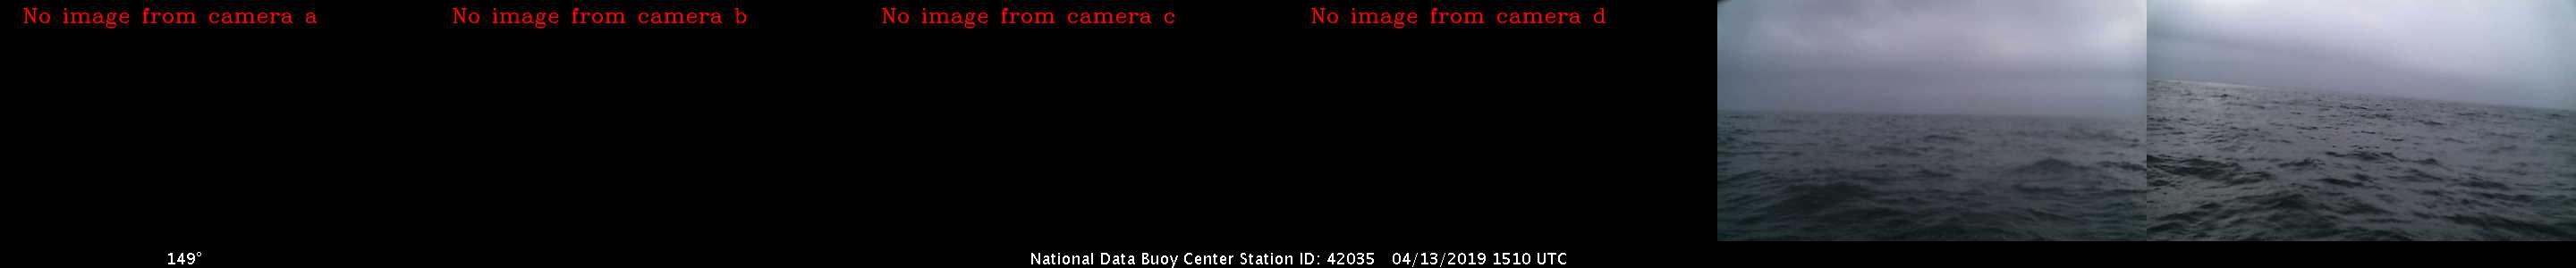 No image from camera a
No image from camera b
No image from camera c
No image from camera d
149°
National Data Buoy Center Station ID: 42035 04/13/2019 1510 UTC